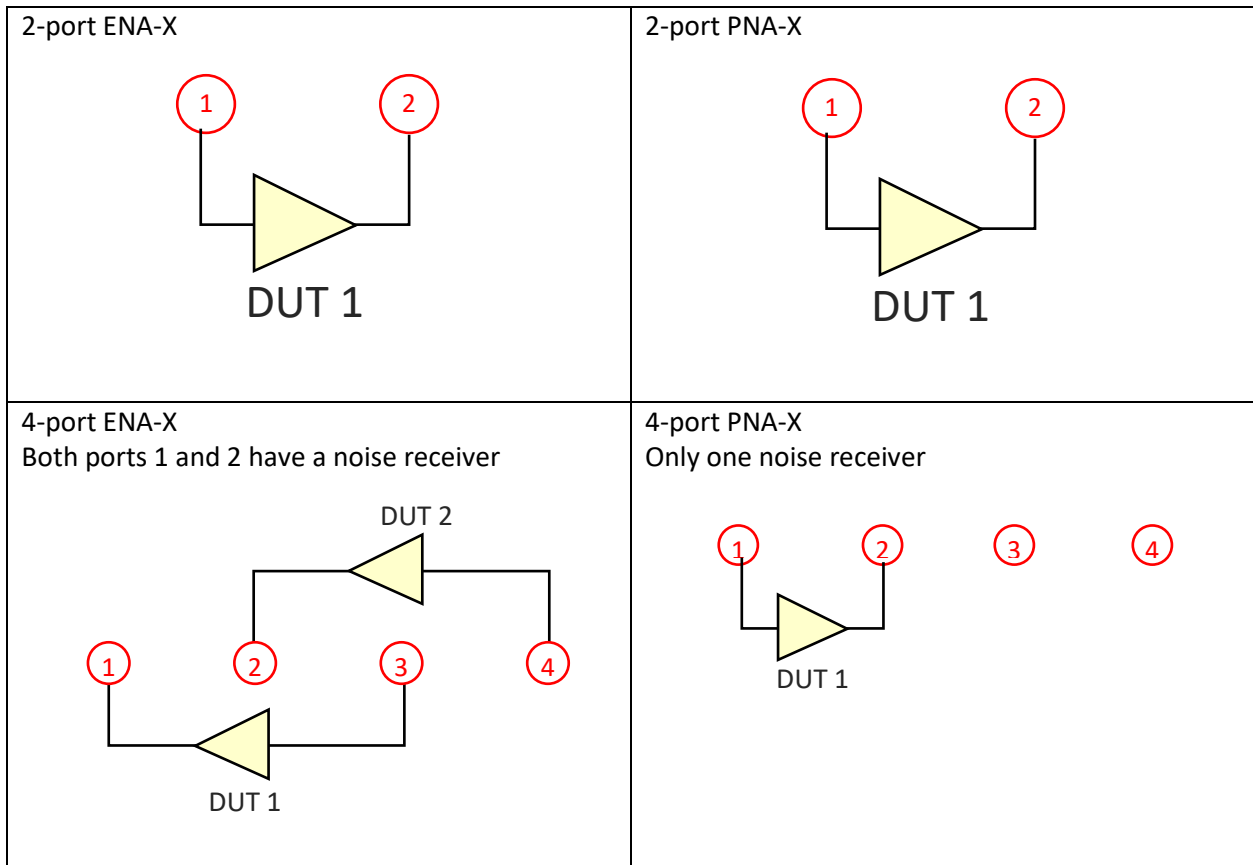 2-port ENA-X
1
2
DUT 1
2-port PNA-X
1
2
DUT 1
4-port ENA-X
Both ports 1 and 2 have a noise receiver
DUT 2
1
2
3
4
DUT 1
4-port PNA-X
Only one noise receiver
1
2
3
4
DUT 1